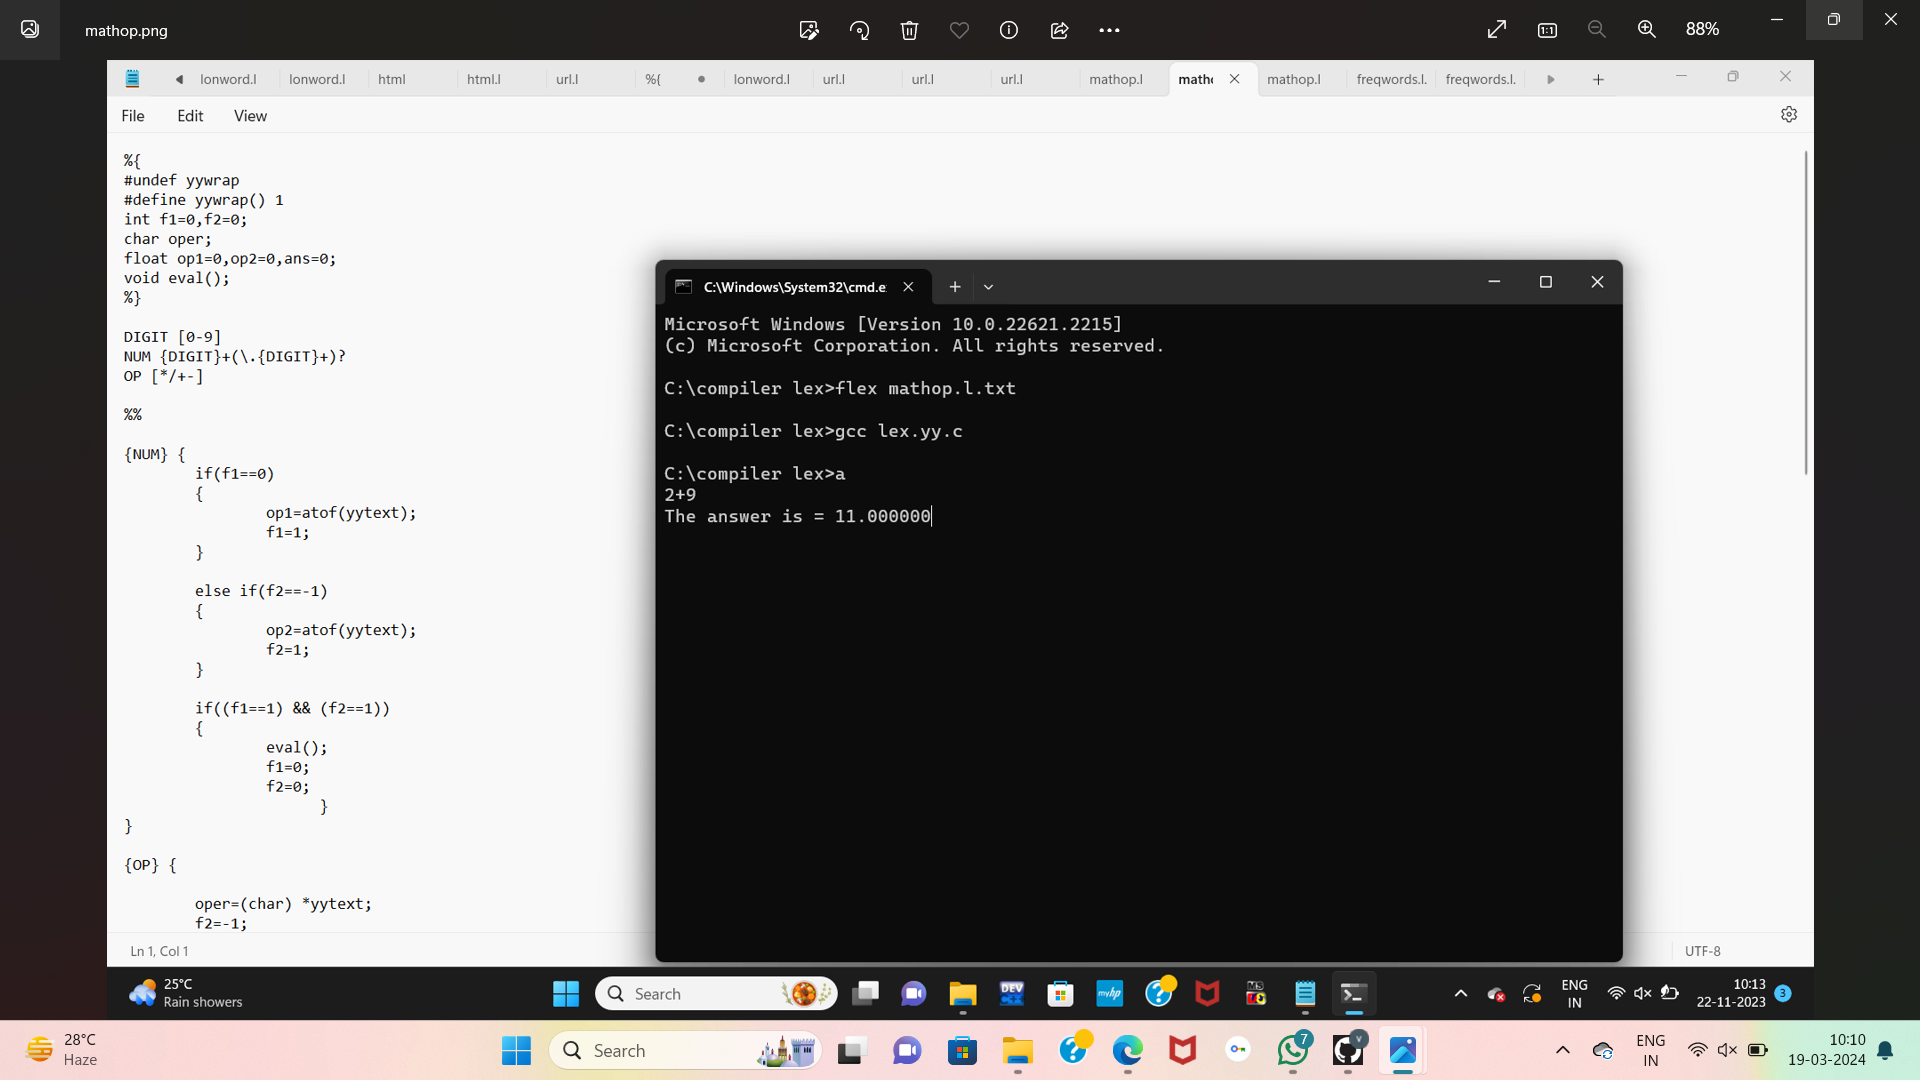 mathop.png
88%
lonword.l lonword.l html html.l url.l %{ lonword.l url.l url.l url.l mathop.l matho mathop.l freqwords.l. freqwords.l.
File Edit View
%{
#undef yywrap
#define yywrap() 1
int f1=0,f2=0;
char oper;
float op1=0,op2=0,ans=0;
void eval();
%}
DIGIT [0-9]
NUM {DIGIT}+(\.{DIGIT}+)?
OP [*/+-]
%%
{NUM} {
if(f1==0)
{
op1=atof(yytext);
f1=1;
}
else if(f2==-1)
{
op2=atof(yytext);
f2=1;
}
if((f1==1) && (f2==1))
{
eval();
f1=0;
f2=0;
}
}
{OP} {
oper=(char) *yytext;
f2=-1;
Ln 1, Col 1
UTF-8
C:\Windows\System32\cmd.e
Microsoft Windows [Version 10.0.22621.2215]
(c) Microsoft Corporation. All rights reserved.
C:\compiler lex>flex mathop.l.txt
C:\compiler lex>gcc lex.yy.c
C:\compiler lex>a
2+9
The answer is = 11.000000
25°C
Rain showers
Search
DEV
myhp
ENG
IN
10:13
22-11-2023
3
28°C
Haze
Search
7
ENG
IN
10:10
19-03-2024